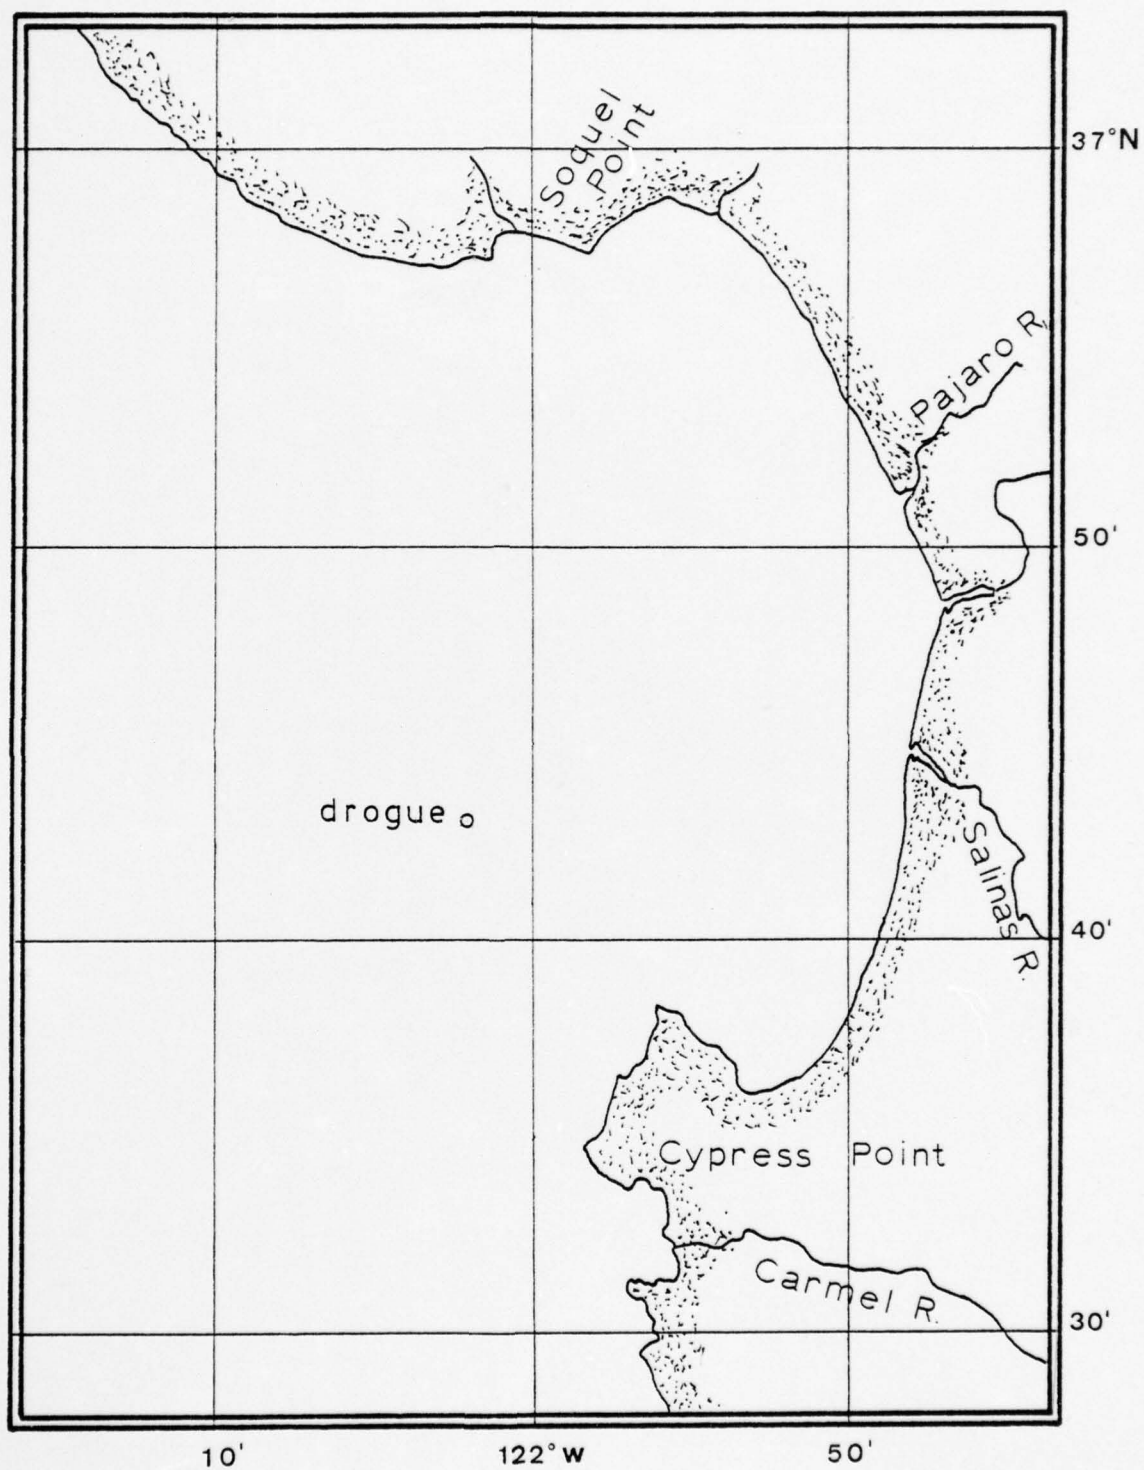 Soquel
Point
37°N
Pajaro R.
50'
drogue
Salinas R.
40'
Cypress Point
Carmel R.
30'
10'
122°W
50'